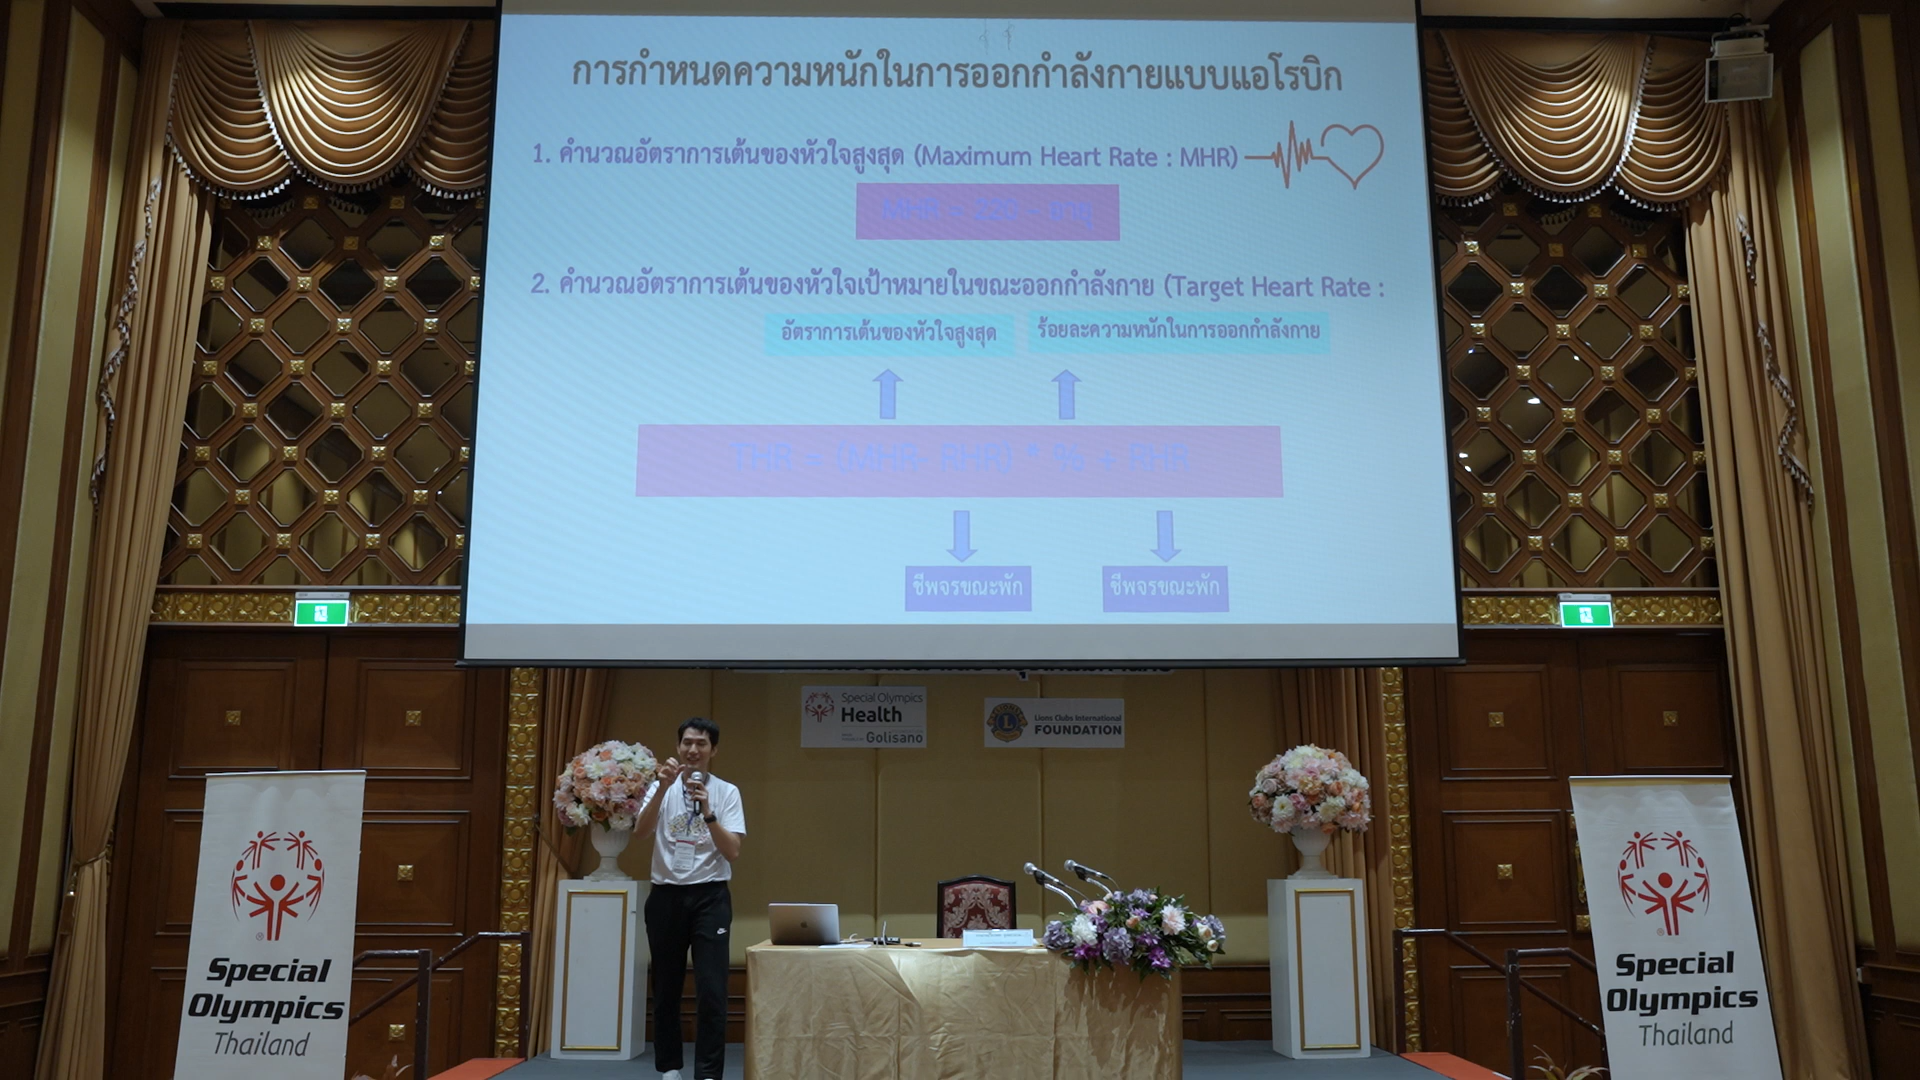 การกำหนดความหนักในการออกกำลังกายแบบแอโรบิก
1. คำนวณอัตราการเต้นของหัวใจสูงสุด (Maximum Heart Rate : MHR)
MHR = 220 - อายุ
2. คำนวณอัตราการเต้นของหัวใจเป้าหมายในขณะออกกำลังกาย (Target Heart Rate :
อัตราการเต้นของหัวใจสูงสุด
ร้อยละความหนักในการออกกำลังกาย
THR = (MHR- RHR) * % + RHR
ชีพจรขณะพัก
ชีพจรขณะพัก
Special Olympics
Health
Golisano
Lions Clubs International
FOUNDATION
Special
Olympics
Thailand
Special
Olympics
Thailand